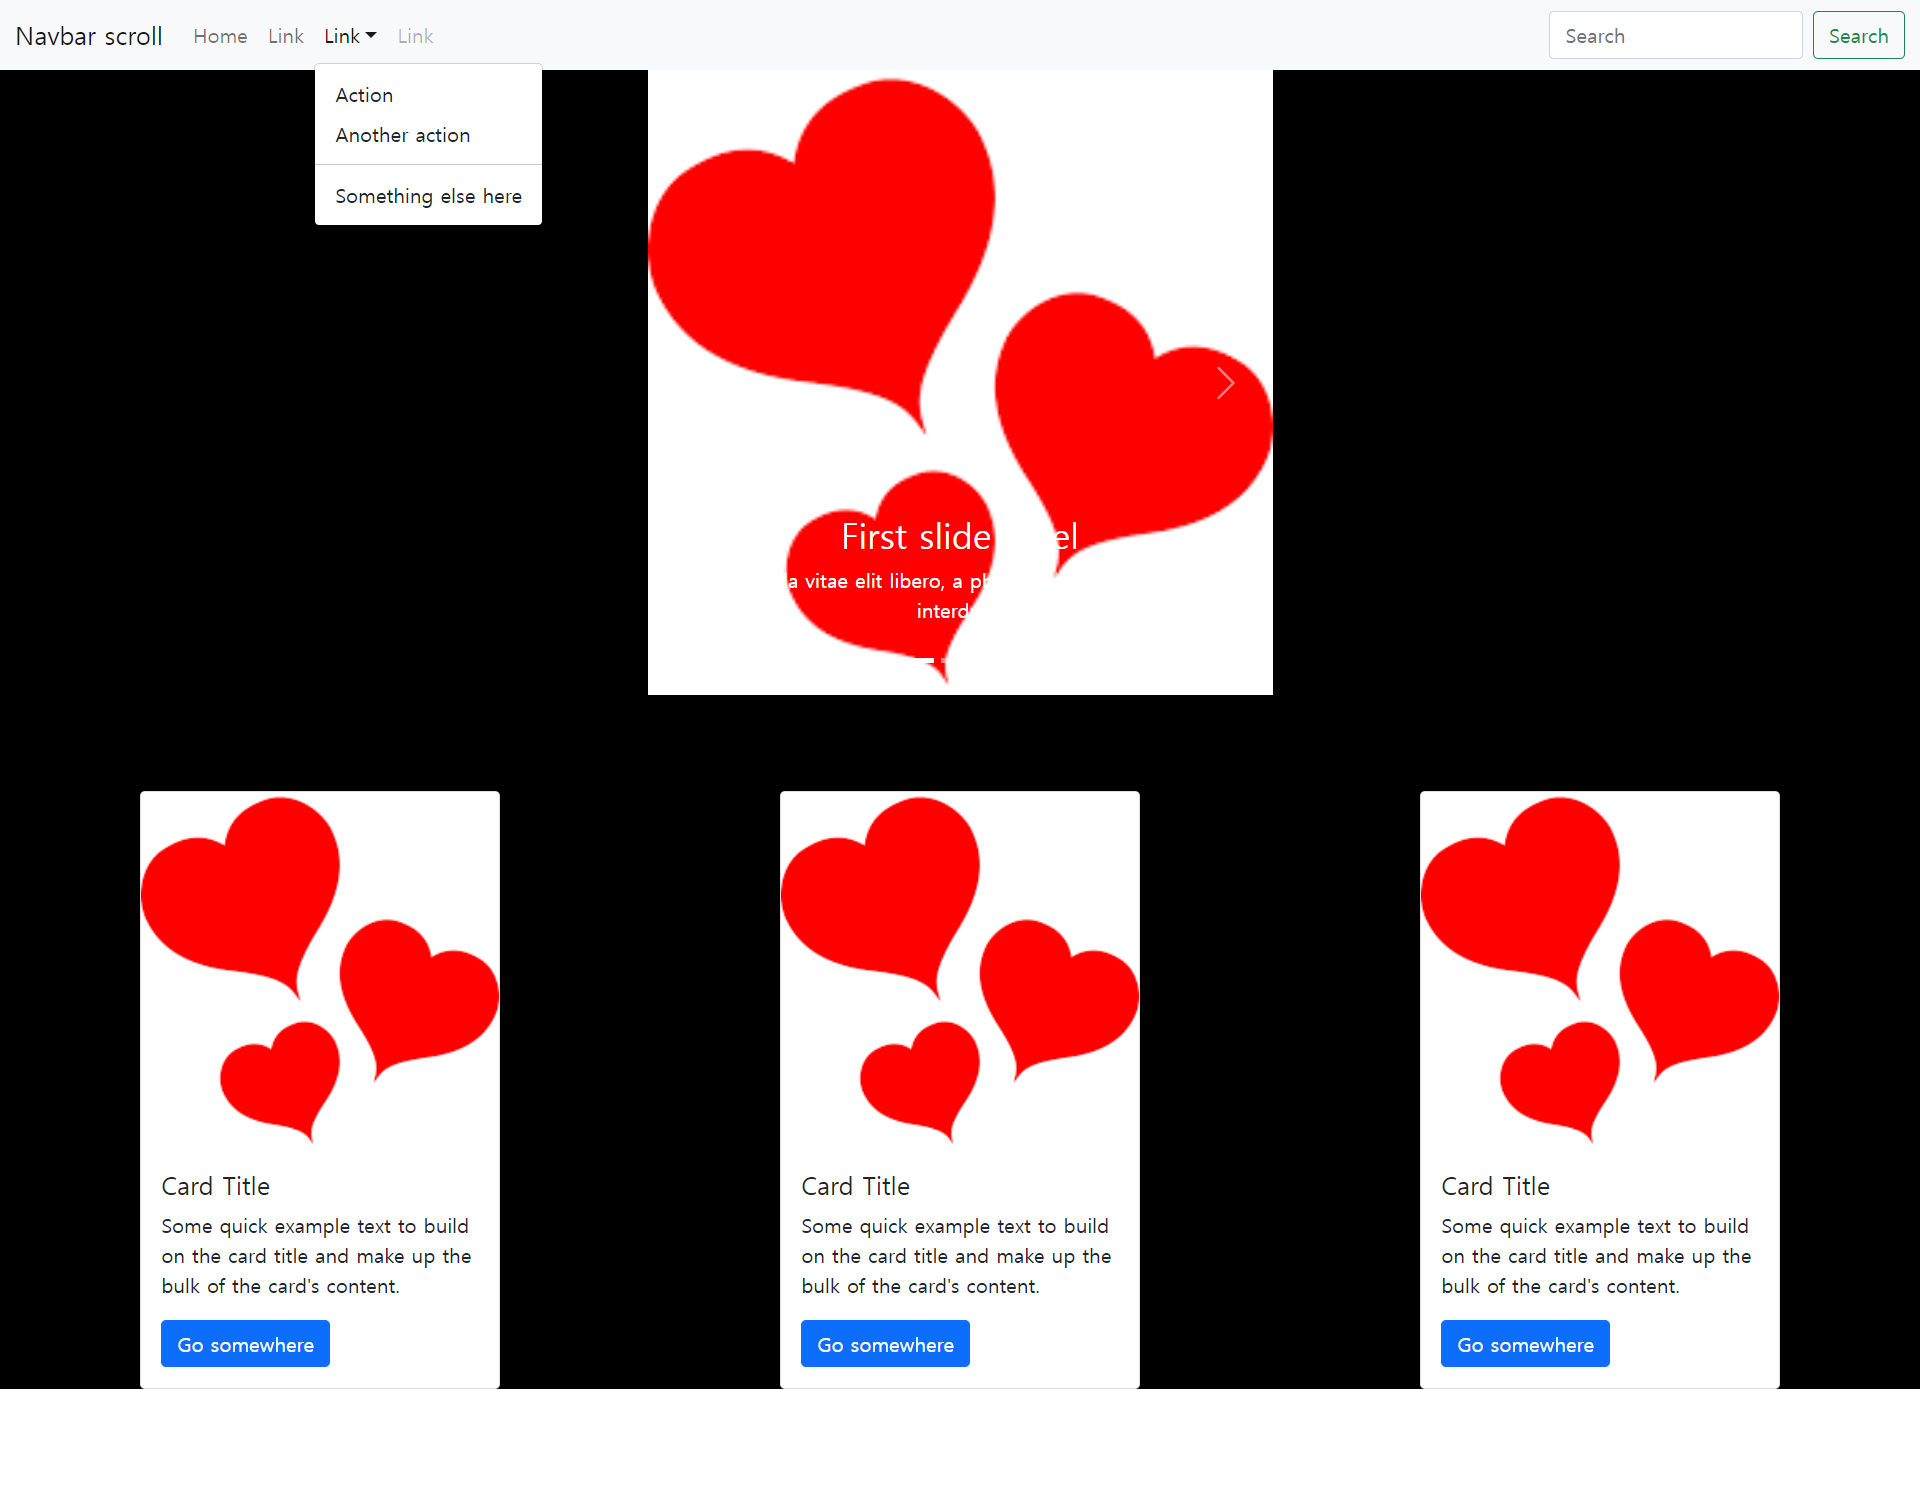 Navbar scroll Home Link Link Link Search Search
Action
Another action
Something else here
First slide el
a vitae elit libero, a
interd
Card Title
Some quick example text to build
on the card title and make up the
bulk of the card's content.
Go somewhere
Card Title
Some quick example text to build
on the card title and make up the
bulk of the card's content.
Go somewhere
Card Title
Some quick example text to build
on the card title and make up the
bulk of the card's content.
Go somewhere